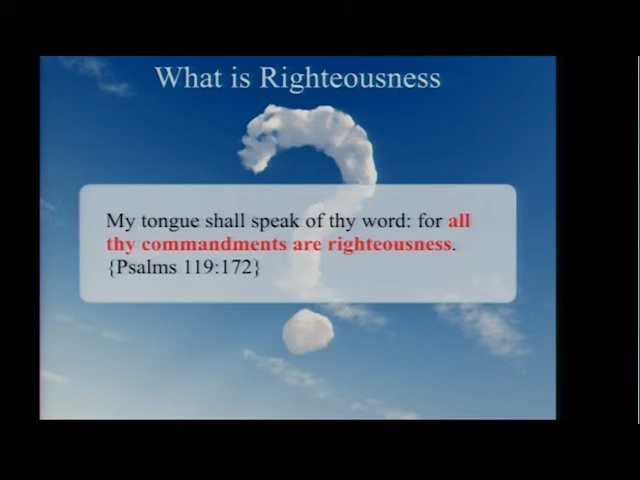 What is Righteousness
My tongue shall speak of thy word: for all
thy commandments are righteousness.
{Psalms 119:172}